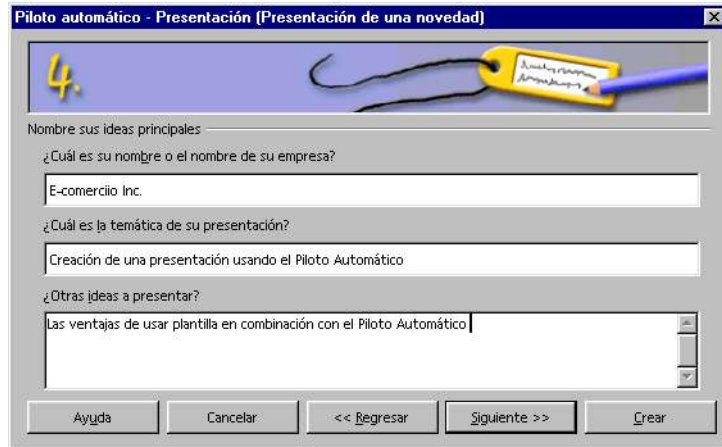 Piloto automático - Presentación (Presentación de una novedad)
4.
Nombre sus ideas principales
¿Cuál es su nombre o el nombre de su empresa?
E-comerciio Inc.
¿Cuál es la temática de su presentación?
Creación de una presentación usando el Piloto Automático
¿Otras ideas a presentar?
Las ventajas de usar plantilla en combinación con el Piloto Automático
Ayuda Cancelar << Regresar Siguiente >> Crear